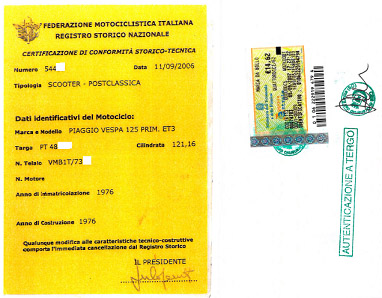 FEDERAZIONE MOTOCICLISTICA ITALIANA
REGISTRO STORICO NAZIONALE
CERTIFICAZIONE DI CONFORMITÀ STORICO-TECNICA
Numero 544 Data 11/09/2006
Tipologia SCOOTER - POSTCLASSICA
Dati identificativi del Motociclo:
Marca e Modello PIAGGIO VESPA 125 PRIM. ET3
Targa PT 48 Cilindrata 121,16
N. Telaio VMB1T/73
N. Motore
Anno di immatricolazione 1976
Anno di Costruzione 1976
Qualunque modifica alle caratteristiche tecnico-costruttive
comporta l'immediata cancellazione dal Registro Storico
IL PRESIDENTE
MARCA DA BOLLO
€14,62
AUTENTICAZIONE A TERGO